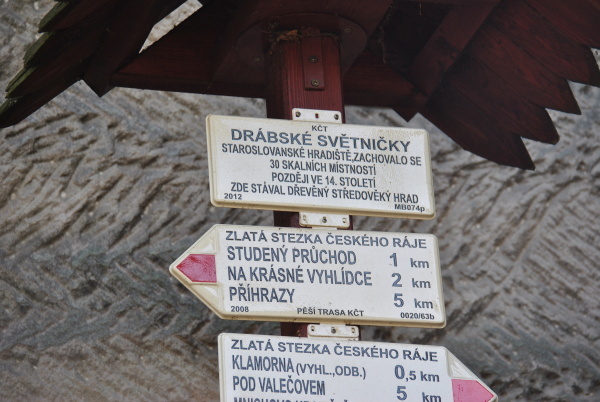 KČT
DRÁBSKÉ SVĚTNIČKY
STAROSLOVANSKÉ HRADIŠTĚ,ZACHOVALO SE
30 SKALNÍCH MÍSTNOSTÍ
POZDĚJI VE 14. STOLETÍ
ZDE STÁVAL DŘEVĚNÝ STŘEDOVĚKÝ HRAD
2012 MB074p
ZLATÁ STEZKA ČESKÉHO RÁJE
STUDENÝ PRŮCHOD 1 km
NA KRÁSNÉ VYHLÍDCE 2 km
PŘÍHRAZY 5 km
2008 PĚŠÍ TRASA KČT 0020/63b
ZLATÁ STEZKA ČESKÉHO RÁJE
KLAMORNA (VYHL.,ODB.) 0,5 km
POD VALEČOVEM 5 km